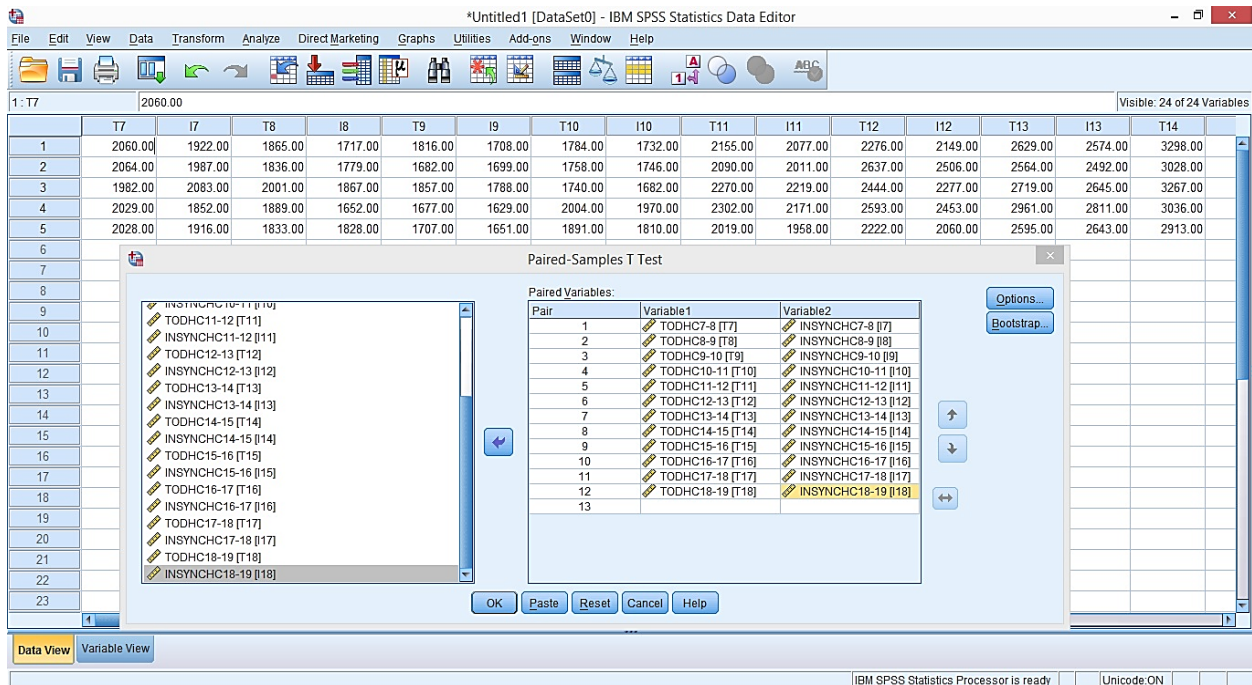 *Untitled1 [DataSet0] - IBM SPSS Statistics Data Editor
File Edit View Data Transform Analyze Direct Marketing Graphs Utilities Add-ons Window Help
1 : T7 2060.00 Visible: 24 of 24 Variables
T7 I7 T8 I8 T9 I9 T10 I10 T11 I11 T12 I12 T13 I13 T14
1 2060.00 1922.00 1865.00 1717.00 1816.00 1708.00 1784.00 1732.00 2155.00 2077.00 2276.00 2149.00 2629.00 2574.00 3298.00
2 2064.00 1987.00 1836.00 1779.00 1682.00 1699.00 1758.00 1746.00 2090.00 2011.00 2637.00 2506.00 2564.00 2492.00 3028.00
3 1982.00 2083.00 2001.00 1867.00 1857.00 1788.00 1740.00 1682.00 2270.00 2219.00 2444.00 2277.00 2719.00 2645.00 3267.00
4 2029.00 1852.00 1889.00 1652.00 1677.00 1629.00 2004.00 1970.00 2302.00 2171.00 2593.00 2453.00 2961.00 2811.00 3036.00
5 2028.00 1916.00 1833.00 1828.00 1707.00 1651.00 1891.00 1810.00 2019.00 1958.00 2222.00 2060.00 2595.00 2643.00 2913.00
6
7
8
9
10
11
12
13
14
15
16
17
18
19
20
21
22
23
Paired-Samples T Test
INSYNCHC10-11 [I10]
TODHC11-12 [T11]
INSYNCHC11-12 [I11]
TODHC12-13 [T12]
INSYNCHC12-13 [I12]
TODHC13-14 [T13]
INSYNCHC13-14 [I13]
TODHC14-15 [T14]
INSYNCHC14-15 [I14]
TODHC15-16 [T15]
INSYNCHC15-16 [I15]
TODHC16-17 [T16]
INSYNCHC16-17 [I16]
TODHC17-18 [T17]
INSYNCHC17-18 [I17]
TODHC18-19 [T18]
INSYNCHC18-19 [I18]
Paired Variables:
Pair Variable1 Variable2
1 TODHC7-8 [T7] INSYNCHC7-8 [I7]
2 TODHC8-9 [T8] INSYNCHC8-9 [I8]
3 TODHC9-10 [T9] INSYNCHC9-10 [I9]
4 TODHC10-11 [T10] INSYNCHC10-11 [I10]
5 TODHC11-12 [T11] INSYNCHC11-12 [I11]
6 TODHC12-13 [T12] INSYNCHC12-13 [I12]
7 TODHC13-14 [T13] INSYNCHC13-14 [I13]
8 TODHC14-15 [T14] INSYNCHC14-15 [I14]
9 TODHC15-16 [T15] INSYNCHC15-16 [I15]
10 TODHC16-17 [T16] INSYNCHC16-17 [I16]
11 TODHC17-18 [T17] INSYNCHC17-18 [I17]
12 TODHC18-19 [T18] INSYNCHC18-19 [I18]
13
Options...
Bootstrap...
OK Paste Reset Cancel Help
Data View Variable View
IBM SPSS Statistics Processor is ready Unicode:ON